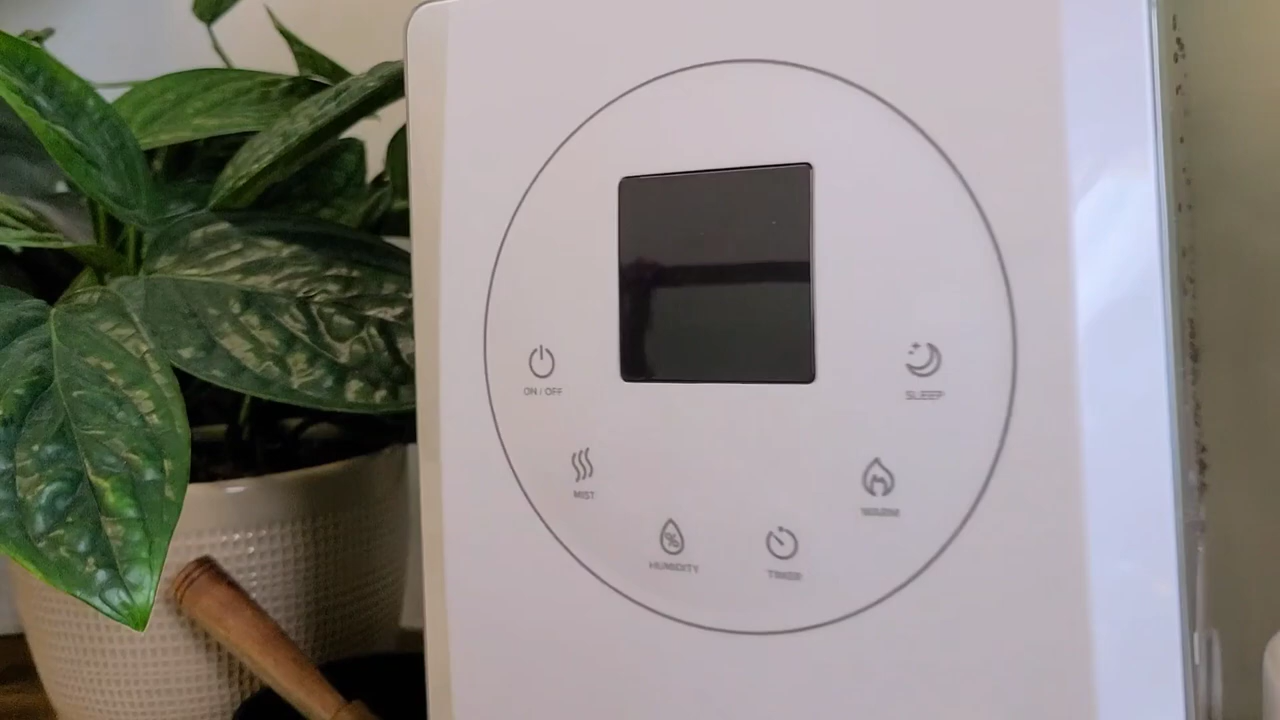 ON / OFF
SLEEP
MIST
WARM
HUMIDITY
TIMER